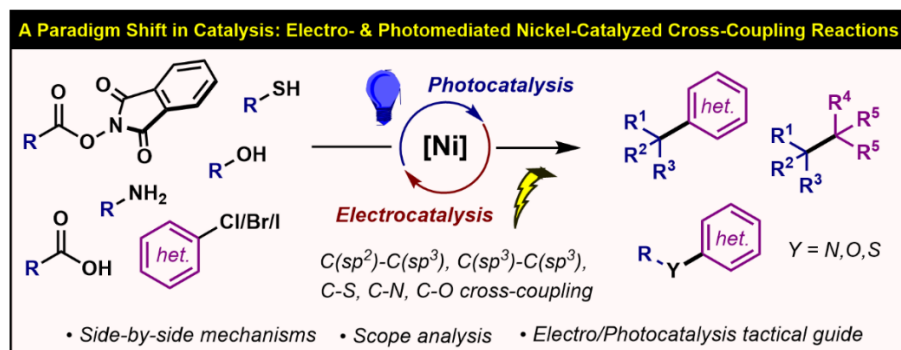 A Paradigm Shift in Catalysis: Electro- & Photomediated Nickel-Catalyzed Cross-Coupling Reactions
O
R
O
N
O
O
R-SH
R-OH
R-NH₂
O
R
OH
het.
Cl/Br/I
Photocatalysis
[Ni]
Electrocatalysis
C(sp²)-C(sp³), C(sp³)-C(sp³),
C-S, C-N, C-O cross-coupling
R¹
R²
R³
het.
R¹
R²
R³
R⁴
R⁵
R⁵
R
Y
het.
Y = N,O,S
• Side-by-side mechanisms • Scope analysis • Electro/Photocatalysis tactical guide